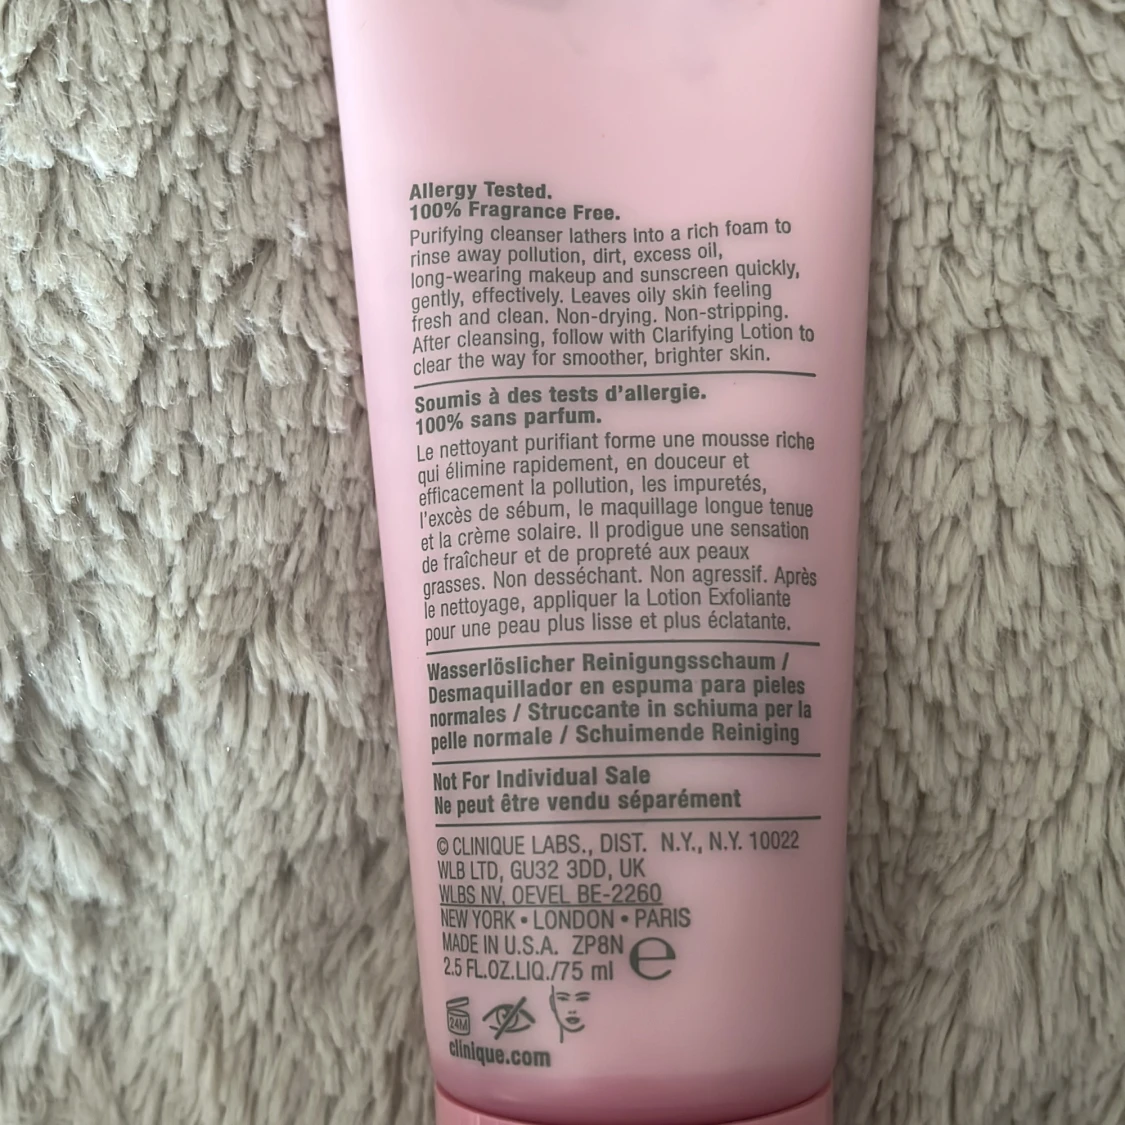 Allergy Tested.
100% Fragrance Free.
Purifying cleanser lathers into a rich foam to
rinse away pollution, dirt, excess oil,
long-wearing makeup and sunscreen quickly,
gently, effectively. Leaves oily skin feeling
fresh and clean. Non-drying. Non-stripping.
After cleansing, follow with Clarifying Lotion to
clear the way for smoother, brighter skin.
Soumis à des tests d'allergie.
100% sans parfum.
Le nettoyant purifiant forme une mousse riche
qui élimine rapidement, en douceur et
efficacement la pollution, les impuretés,
l'excès de sébum, le maquillage longue tenue
et la crème solaire. Il prodigue une sensation
de fraîcheur et de propreté aux peaux
grasses. Non desséchant. Non agressif. Après
le nettoyage, appliquer la Lotion Exfoliante
pour une peau plus lisse et plus éclatante.
Wasserlöslicher Reinigungsschaum /
Desmaquillador en espuma para pieles
normales / Struccante in schiuma per la
pelle normale / Schuimende Reiniging
Not For Individual Sale
Ne peut être vendu séparément
© CLINIQUE LABS., DIST. N.Y., N.Y. 10022
WLB LTD, GU32 3DD, UK
WLBS NV, OEVEL BE-2260
NEW YORK • LONDON • PARIS
MADE IN U.S.A. ZP8N
2.5 FL.OZ.LIQ./75 ml e
24M
clinique.com